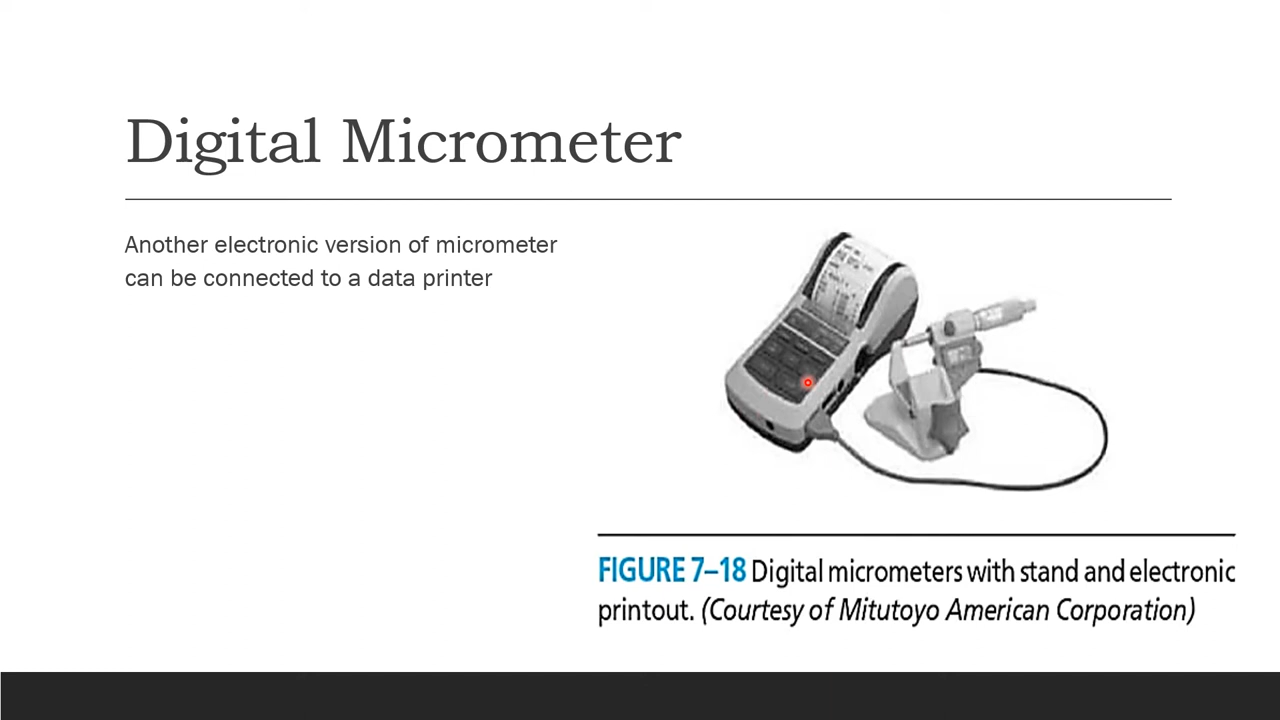 Digital Micrometer
Another electronic version of micrometer
can be connected to a data printer
FIGURE 7–18 Digital micrometers with stand and electronic
printout. (Courtesy of Mitutoyo American Corporation)